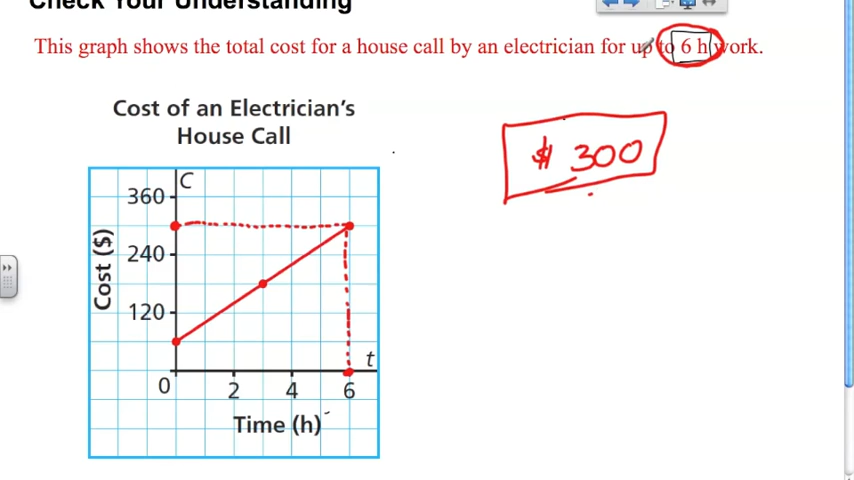 Check Your Understanding
This graph shows the total cost for a house call by an electrician for up to 6 h work.
Cost of an Electrician's
House Call
$ 300
C
360
240
120
Cost ($)
t
0 2 4 6
Time (h)